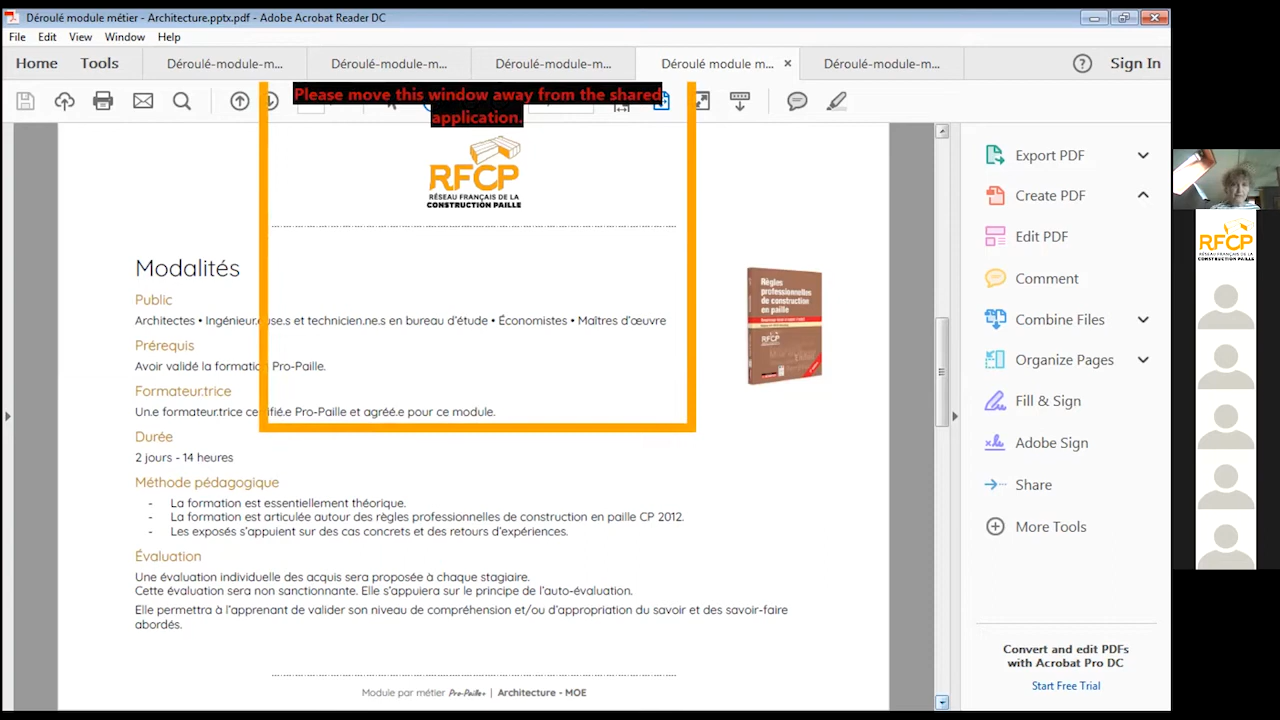 Déroulé module métier - Architecture.pptx.pdf - Adobe Acrobat Reader DC
File Edit View Window Help
Home Tools Déroulé-module-m... Déroulé-module-m... Déroulé-module-m... Déroulé module m... × Déroulé-module-m... Sign In
Please move this window away from the shared
application.
RFCP
RÉSEAU FRANÇAIS DE LA
CONSTRUCTION PAILLE
Modalités
Public
Architectes • Ingénieur.euse.s et technicien.ne.s en bureau d'étude • Économistes • Maîtres d'œuvre
Prérequis
Avoir validé la formation Pro-Paille.
Formateur.trice
Un.e formateur.trice certifié.e Pro-Paille et agréé.e pour ce module.
Durée
2 jours - 14 heures
Méthode pédagogique
- La formation est essentiellement théorique.
- La formation est articulée autour des règles professionnelles de construction en paille CP 2012.
- Les exposés s'appuient sur des cas concrets et des retours d'expériences.
Évaluation
Une évaluation individuelle des acquis sera proposée à chaque stagiaire.
Cette évaluation sera non sanctionnante. Elle s'appuiera sur le principe de l'auto-évaluation.
Elle permettra à l'apprenant de valider son niveau de compréhension et/ou d'appropriation du savoir et des savoir-faire
abordés.
Module par métier Pro-Paille+ | Architecture - MOE
Règles
professionnelles
de construction
en paille
RFCP
Export PDF
Create PDF
Edit PDF
Comment
Combine Files
Organize Pages
Fill & Sign
Adobe Sign
Share
More Tools
Convert and edit PDFs
with Acrobat Pro DC
Start Free Trial
RFCP
RÉSEAU FRANÇAIS DE LA
CONSTRUCTION PAILLE